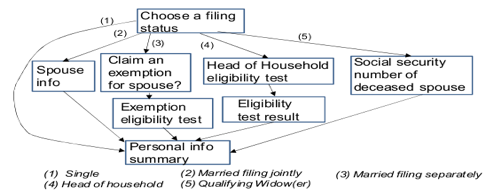 Choose a filing
status
(1)
(2)
(3)
(4)
(5)
Spouse
info
Claim an
exemption
for spouse?
Head of Household
eligibility test
Social security
number of
deceased spouse
Exemption
eligibility test
Eligibility
test result
Personal info
summary
(1) Single
(2) Married filing jointly
(3) Married filing separately
(4) Head of household
(5) Qualifying Widow(er)